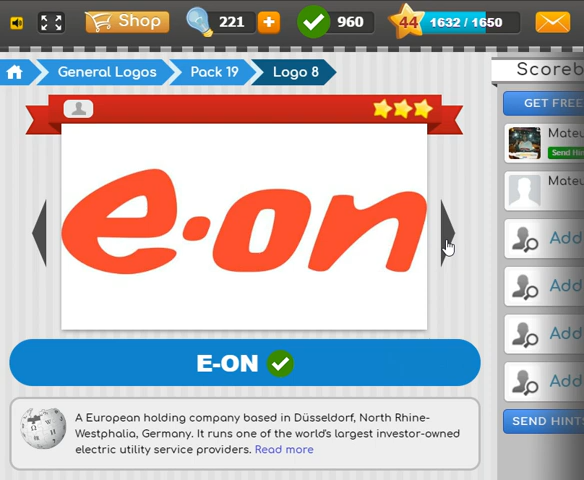 Shop
221
960
44
1632 / 1650
General Logos
Pack 19
Logo 8
Scoreb
GET FREE
Mateu
Send Hin
Mateu
e·on
Add
Add
Add
Add
E-ON
SEND HINTS
A European holding company based in Düsseldorf, North Rhine-
Westphalia, Germany. It runs one of the world's largest investor-owned
electric utility service providers. Read more